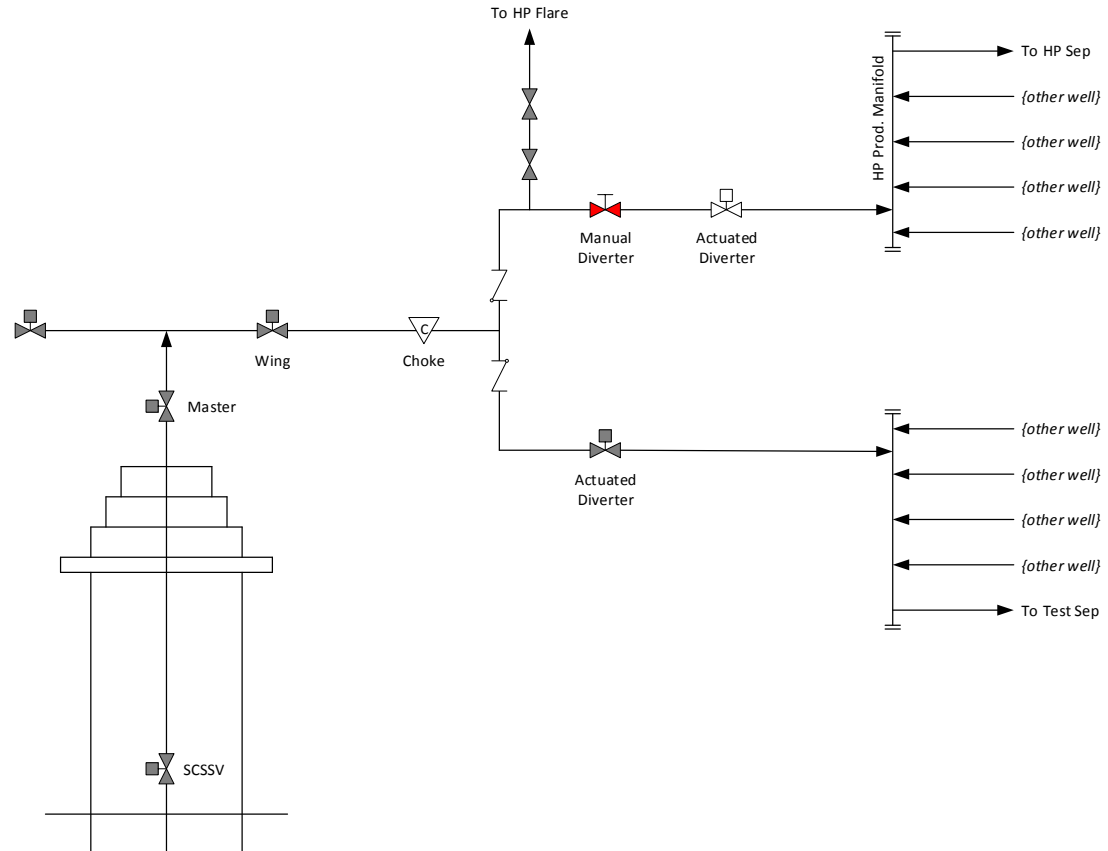 To HP Flare
HP Prod. Manifold
To HP Sep
{other well}
{other well}
{other well}
{other well}
Manual
Diverter
Actuated
Diverter
C
Wing
Choke
Master
Actuated
Diverter
{other well}
{other well}
{other well}
{other well}
To Test Sep
SCSSV